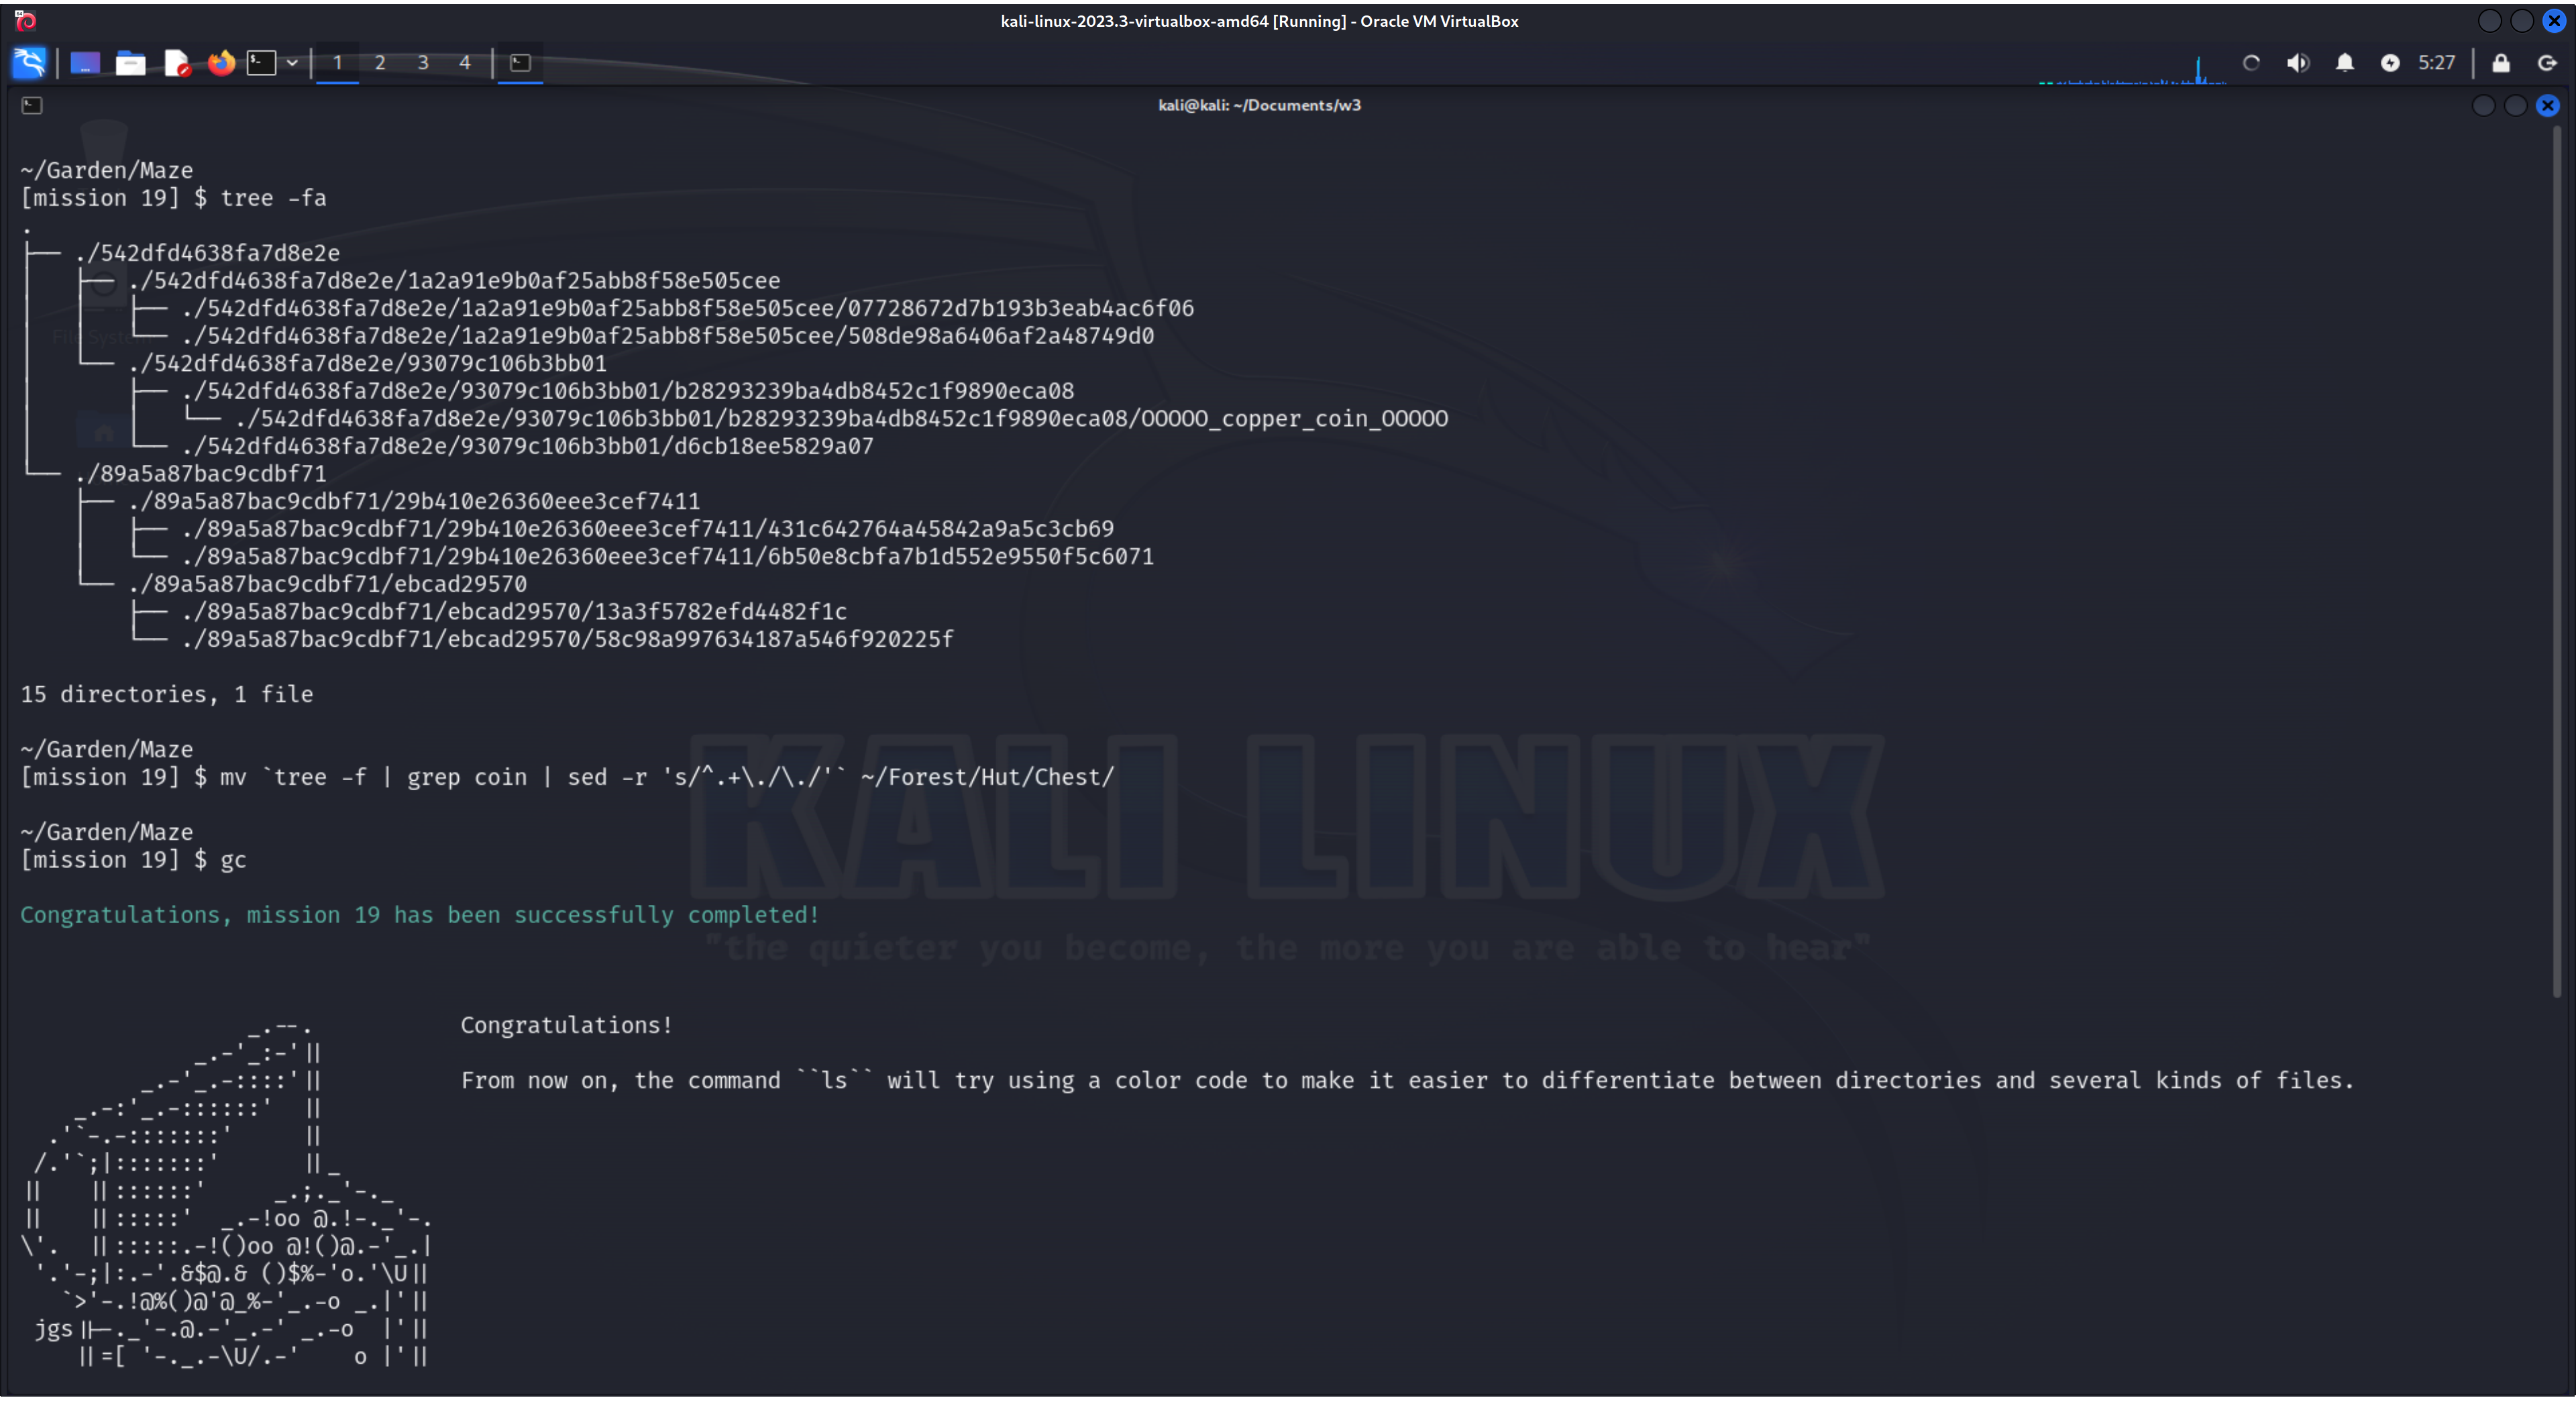 kali-linux-2023.3-virtualbox-amd64 [Running] - Oracle VM VirtualBox
1 2 3 4 5:27
kali@kali: ~/Documents/w3
~/Garden/Maze
[mission 19] $ tree -fa
.
├── ./542dfd4638fa7d8e2e
│   ├── ./542dfd4638fa7d8e2e/1a2a91e9b0af25abb8f58e505cee
│   │   ├── ./542dfd4638fa7d8e2e/1a2a91e9b0af25abb8f58e505cee/07728672d7b193b3eab4ac6f06
│   │   └── ./542dfd4638fa7d8e2e/1a2a91e9b0af25abb8f58e505cee/508de98a6406af2a48749d0
│   └── ./542dfd4638fa7d8e2e/93079c106b3bb01
│       ├── ./542dfd4638fa7d8e2e/93079c106b3bb01/b28293239ba4db8452c1f9890eca08
│       │   └── ./542dfd4638fa7d8e2e/93079c106b3bb01/b28293239ba4db8452c1f9890eca08/OOOOO_copper_coin_OOOOO
│       └── ./542dfd4638fa7d8e2e/93079c106b3bb01/d6cb18ee5829a07
└── ./89a5a87bac9cdbf71
    ├── ./89a5a87bac9cdbf71/29b410e26360eee3cef7411
    │   ├── ./89a5a87bac9cdbf71/29b410e26360eee3cef7411/431c642764a45842a9a5c3cb69
    │   └── ./89a5a87bac9cdbf71/29b410e26360eee3cef7411/6b50e8cbfa7b1d552e9550f5c6071
    └── ./89a5a87bac9cdbf71/ebcad29570
        ├── ./89a5a87bac9cdbf71/ebcad29570/13a3f5782efd4482f1c
        └── ./89a5a87bac9cdbf71/ebcad29570/58c98a997634187a546f920225f
15 directories, 1 file
~/Garden/Maze
[mission 19] $ mv `tree -f | grep coin | sed -r 's/^.+\./\./'` ~/Forest/Hut/Chest/
~/Garden/Maze
[mission 19] $ gc
KALI LINUX
Congratulations, mission 19 has been successfully completed!
"the quieter you become, the more you are able to hear"
Congratulations!
From now on, the command ``ls`` will try using a color code to make it easier to differentiate between directories and several kinds of files.
jgs